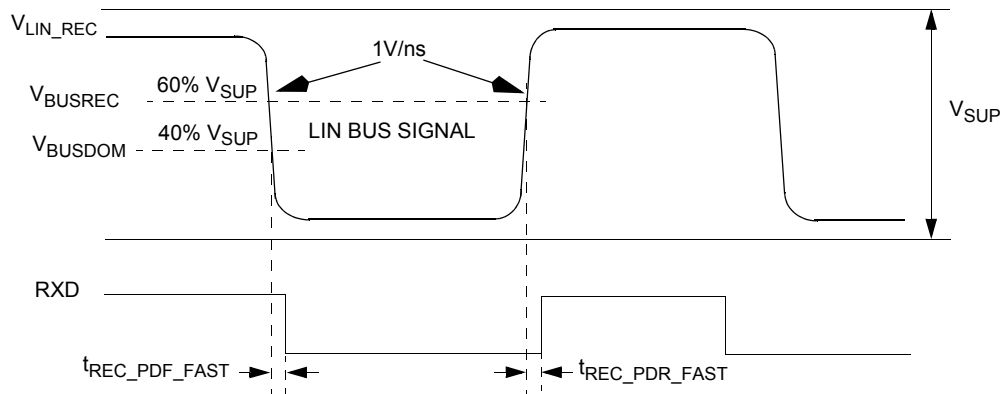 V_LIN_REC
1V/ns
60% V_SUP
V_BUSREC
V_SUP
40% V_SUP
LIN BUS SIGNAL
V_BUSDOM
RXD
t_REC_PDF_FAST
t_REC_PDR_FAST